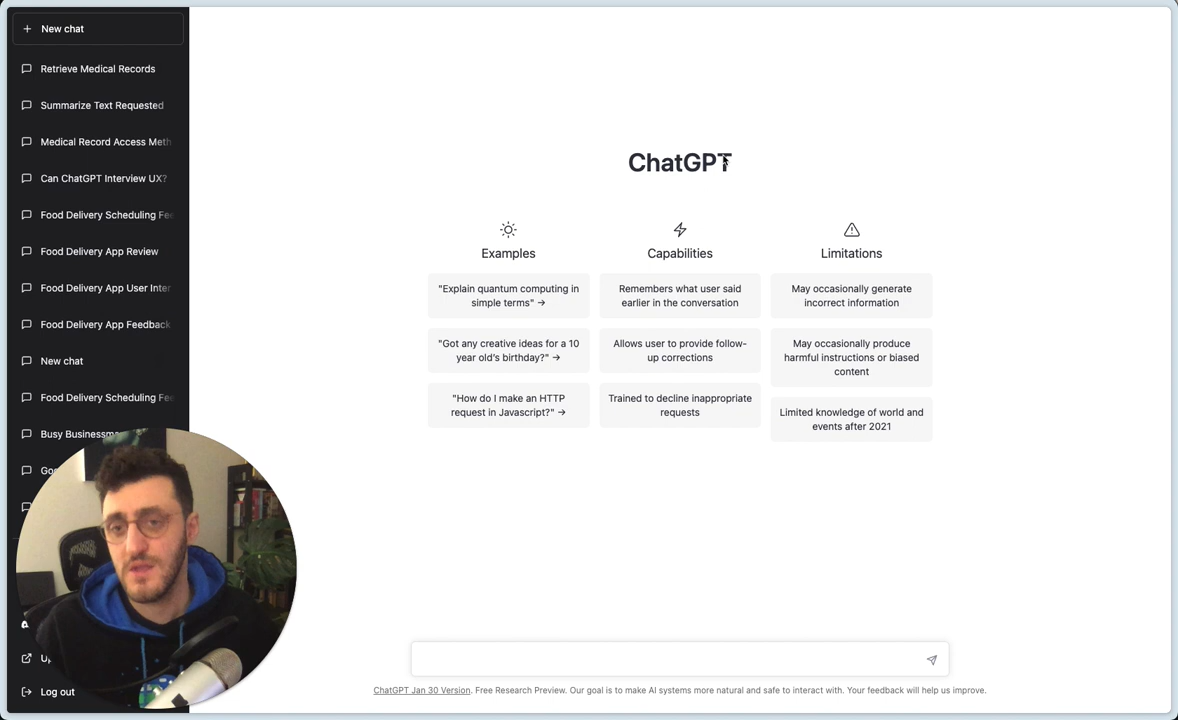 New chat
Retrieve Medical Records
Summarize Text Requested
Medical Record Access Meth
Can ChatGPT Interview UX?
Food Delivery Scheduling Fe
Food Delivery App Review
Food Delivery App User Inter
Food Delivery App Feedback
New chat
Food Delivery Scheduling Fe
Busy Businessma
Log out
ChatGPT
Examples
"Explain quantum computing in
simple terms" →
"Got any creative ideas for a 10
year old's birthday?" →
"How do I make an HTTP
request in Javascript?" →
Capabilities
Remembers what user said
earlier in the conversation
Allows user to provide follow-
up corrections
Trained to decline inappropriate
requests
Limitations
May occasionally generate
incorrect information
May occasionally produce
harmful instructions or biased
content
Limited knowledge of world and
events after 2021
ChatGPT Jan 30 Version. Free Research Preview. Our goal is to make AI systems more natural and safe to interact with. Your feedback will help us improve.